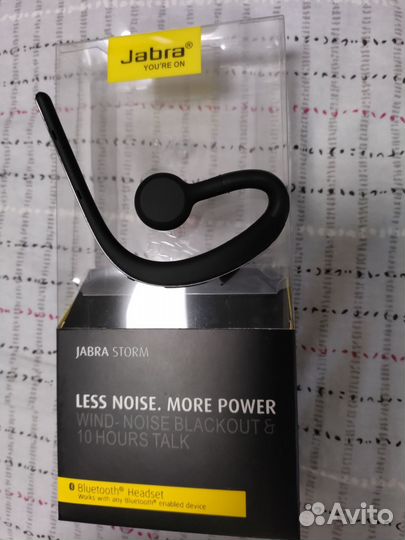 Jabra®
YOU'RE ON
JABRA STORM
LESS NOISE. MORE POWER
WIND- NOISE BLACKOUT &
10 HOURS TALK
Bluetooth® Headset
Works with any Bluetooth® enabled device
Avito